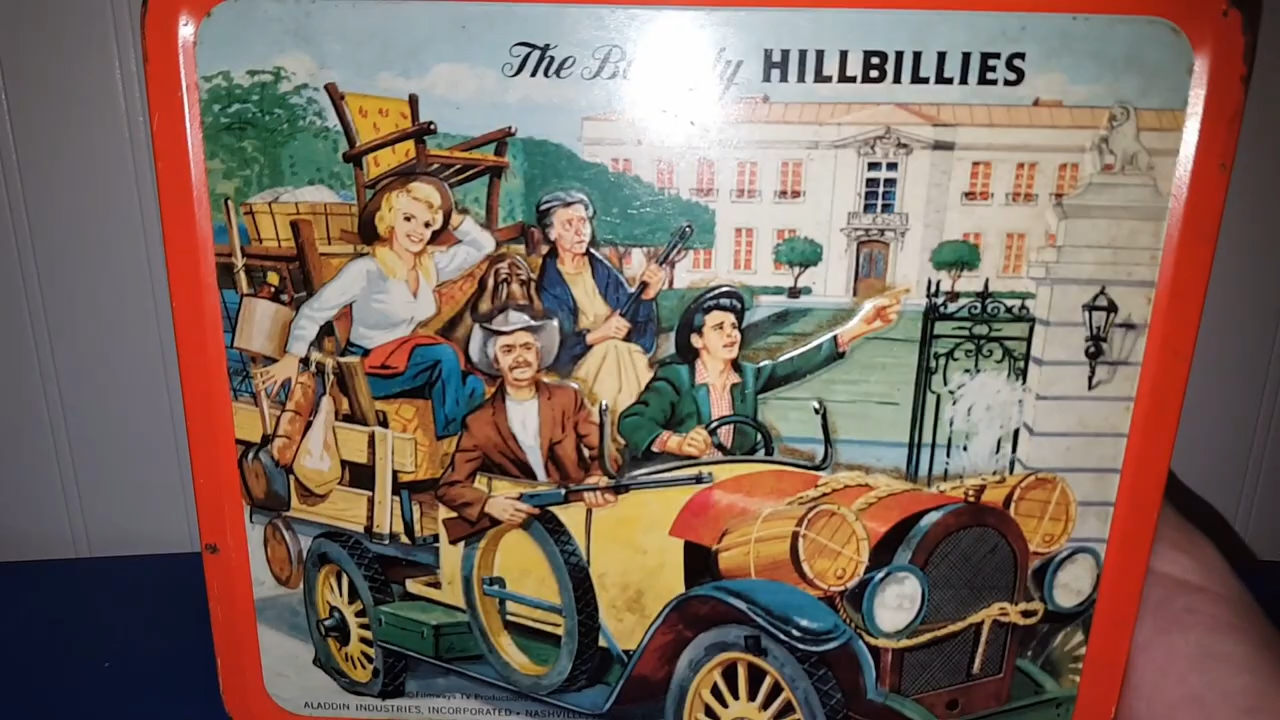 The HILLBILLIES
©Filmways TV Productions
ALADDIN INDUSTRIES, INCORPORATED • NASHVILLE